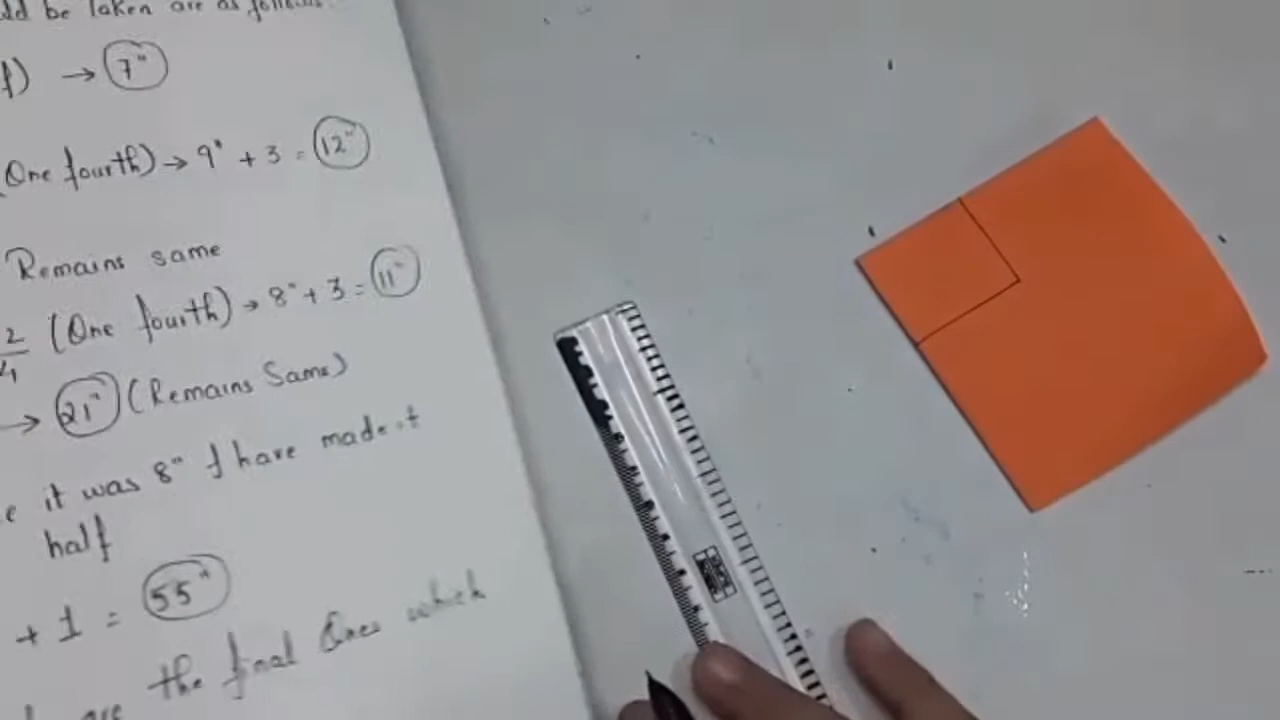 be taken are as follows
→ 7"
(One fourth) → 9" + 3 = 12"
Remains same
2/4 (One fourth) → 8" + 3 = 11"
→ 21" (Remains Same)
it was 8" I have made it
half
+ 1 = 55"
the final Ones which
are